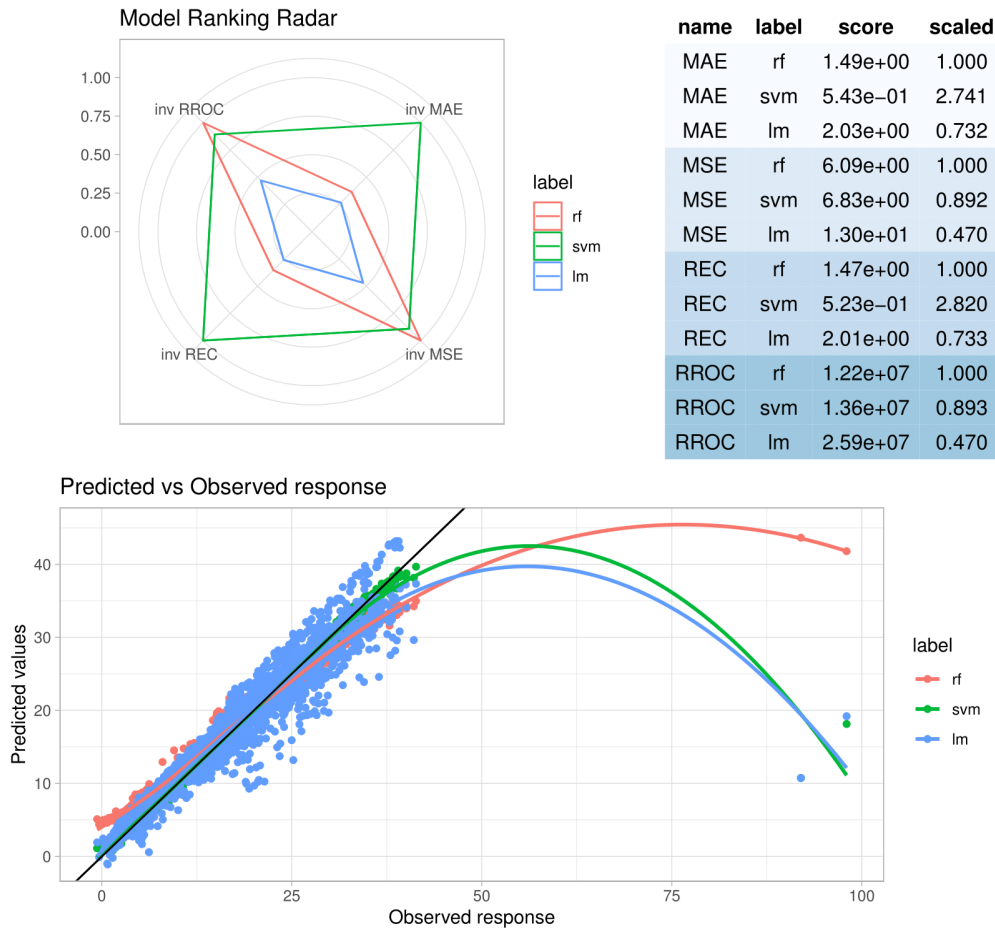 Model Ranking Radar
1.00
0.75
0.50
0.25
0.00
inv RROC
inv MAE
inv REC
inv MSE
label
rf
svm
lm
name label score scaled
MAE rf 1.49e+00 1.000
MAE svm 5.43e−01 2.741
MAE lm 2.03e+00 0.732
MSE rf 6.09e+00 1.000
MSE svm 6.83e+00 0.892
MSE lm 1.30e+01 0.470
REC rf 1.47e+00 1.000
REC svm 5.23e−01 2.820
REC lm 2.01e+00 0.733
RROC rf 1.22e+07 1.000
RROC svm 1.36e+07 0.893
RROC lm 2.59e+07 0.470
Predicted vs Observed response
Predicted values
40
30
20
10
0
0 25 50 75 100
Observed response
label
rf
svm
lm